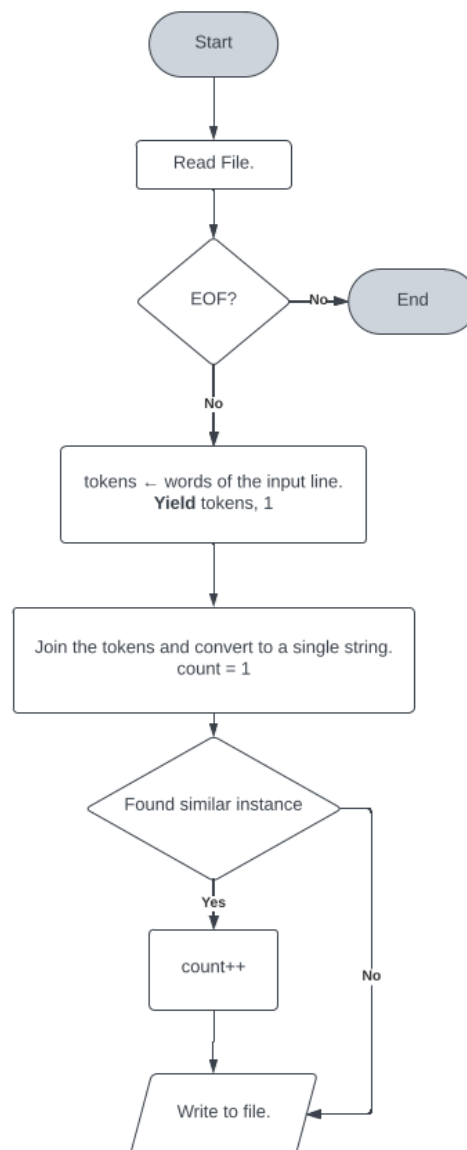 Start
Read File.
EOF?
No
End
No
tokens ← words of the input line.
Yield tokens, 1
Join the tokens and convert to a single string.
count = 1
Found similar instance
Yes
count++
No
Write to file.